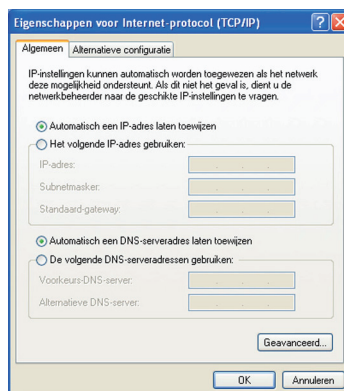 Eigenschappen voor Internet-protocol (TCP/IP)
Algemeen Alternatieve configuratie
IP-instellingen kunnen automatisch worden toegewezen als het netwerk
deze mogelijkheid ondersteunt. Als dit niet het geval is, dient u de
netwerkbeheerder naar de geschikte IP-instellingen te vragen.
Automatisch een IP-adres laten toewijzen
Het volgende IP-adres gebruiken:
IP-adres:
Subnetmasker:
Standaard-gateway:
Automatisch een DNS-serveradres laten toewijzen
De volgende DNS-serveradressen gebruiken:
Voorkeurs-DNS-server:
Alternatieve DNS-server:
Geavanceerd...
OK Annuleren